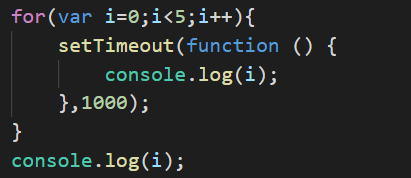 for(var i=0;i<5;i++){
    setTimeout(function () {
        console.log(i);
    },1000);
}
console.log(i);